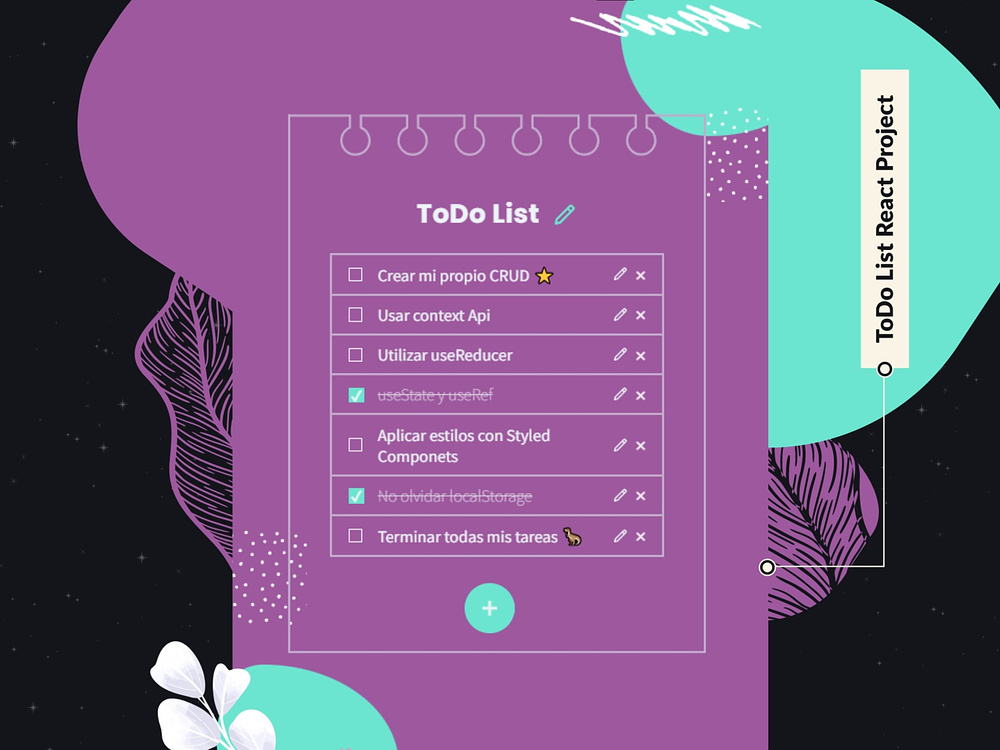 ToDo List
Crear mi propio CRUD ⭐
Usar context Api
Utilizar useReducer
useState y useRef
Aplicar estilos con Styled
Componets
No olvidar localStorage
Terminar todas mis tareas 🦖
ToDo List React Project